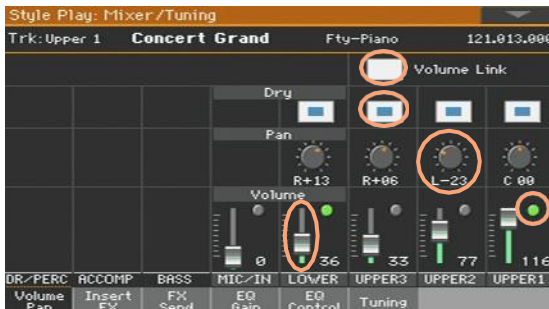 Style Play: Mixer/Tuning
Trk:Upper 1 Concert Grand Fty-Piano 121.013.000
Volume Link
Dry
Pan
R+13 R+06 L-23 C 00
Volume
0 36 33 77 116
DR/PERC ACCOMP BASS MIC/IN LOWER UPPER3 UPPER2 UPPER1
Volume Pan Insert FX FX Send EQ Gain EQ Control Tuning